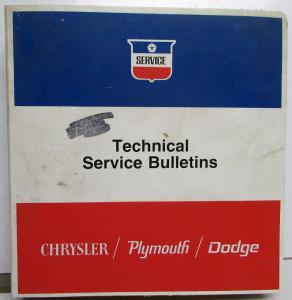 SERVICE
Technical
Service Bulletins
CHRYSLER / Plymouth / Dodge